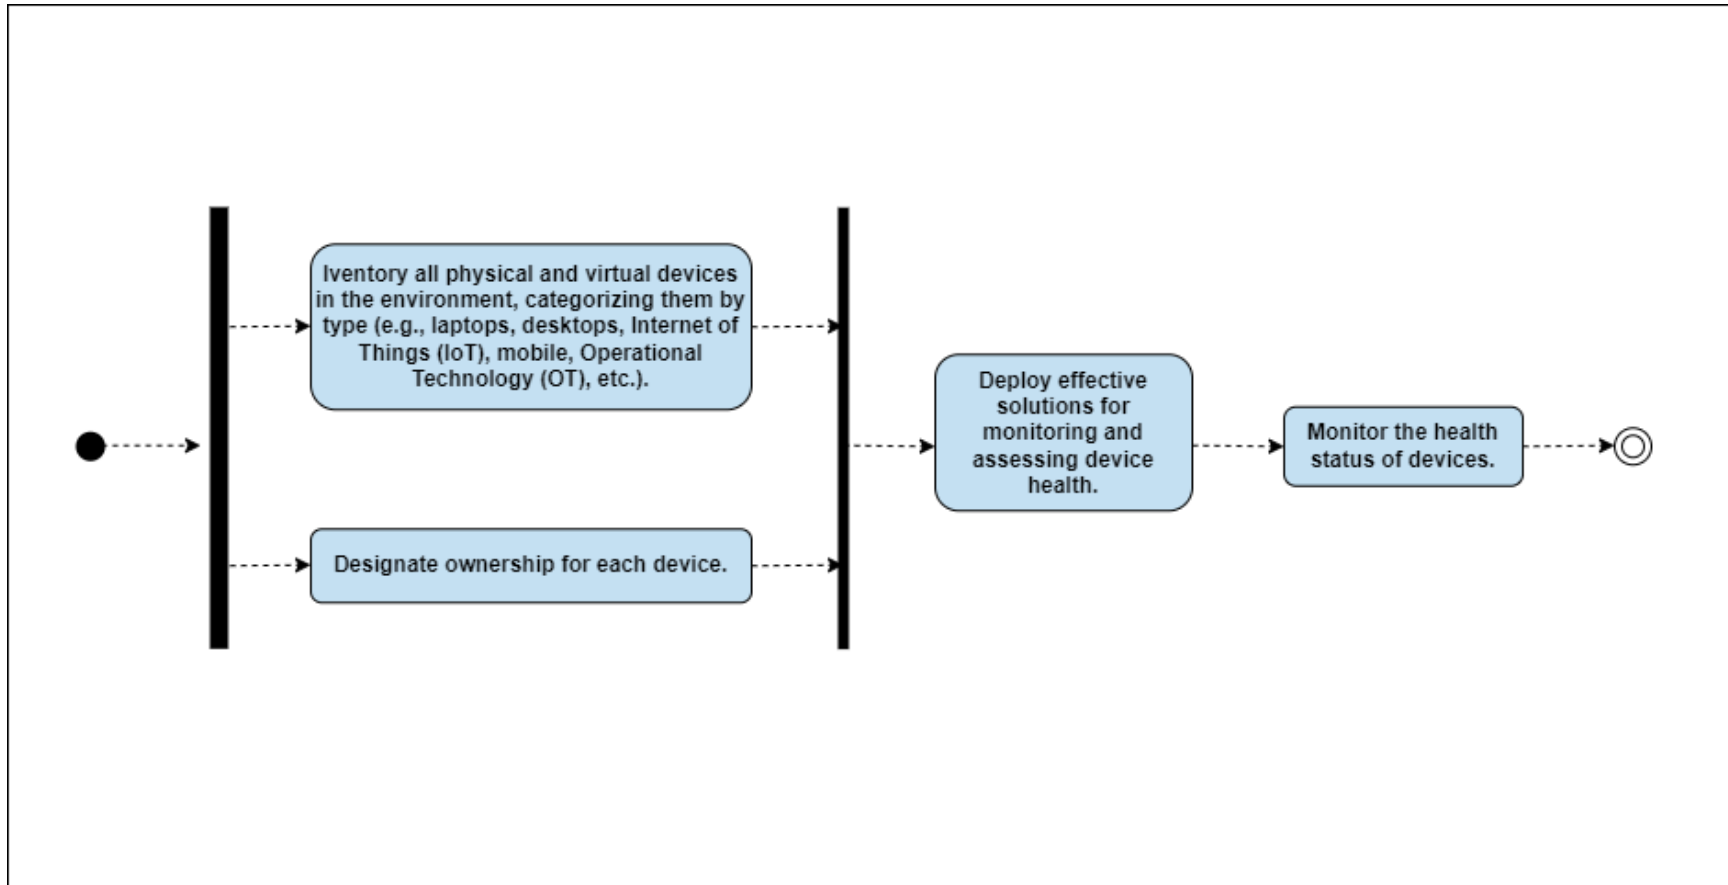 Iventory all physical and virtual devices
in the environment, categorizing them by
type (e.g., laptops, desktops, Internet of
Things (IoT), mobile, Operational
Technology (OT), etc.).
Designate ownership for each device.
Deploy effective
solutions for
monitoring and
assessing device
health.
Monitor the health
status of devices.